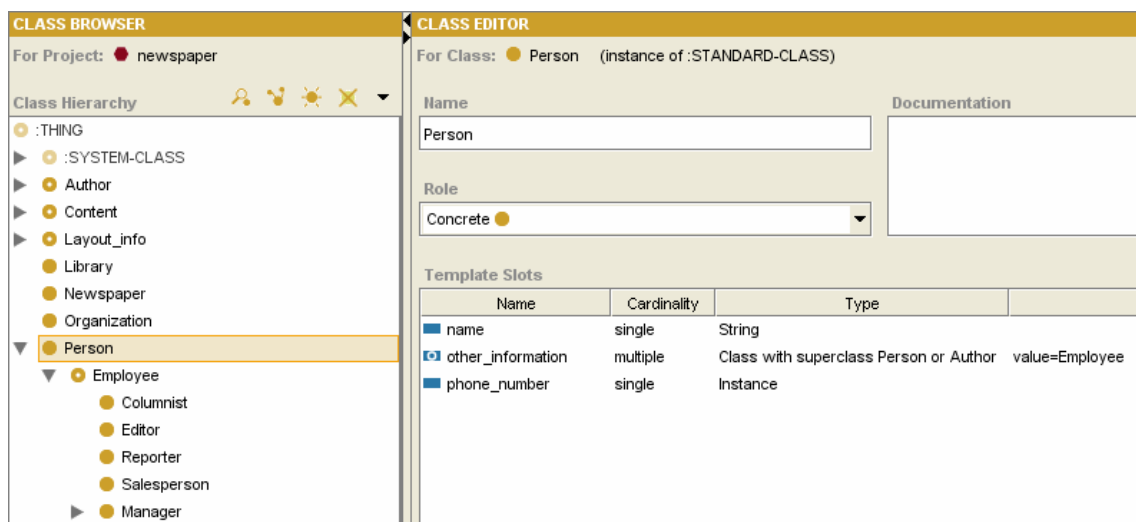 CLASS BROWSER
For Project: newspaper
Class Hierarchy
:THING
:SYSTEM-CLASS
Author
Content
Layout_info
Library
Newspaper
Organization
Person
Employee
Columnist
Editor
Reporter
Salesperson
Manager
CLASS EDITOR
For Class: Person (instance of :STANDARD-CLASS)
Name
Person
Documentation
Role
Concrete
Template Slots
Name Cardinality Type
name single String
other_information multiple Class with superclass Person or Author value=Employee
phone_number single Instance